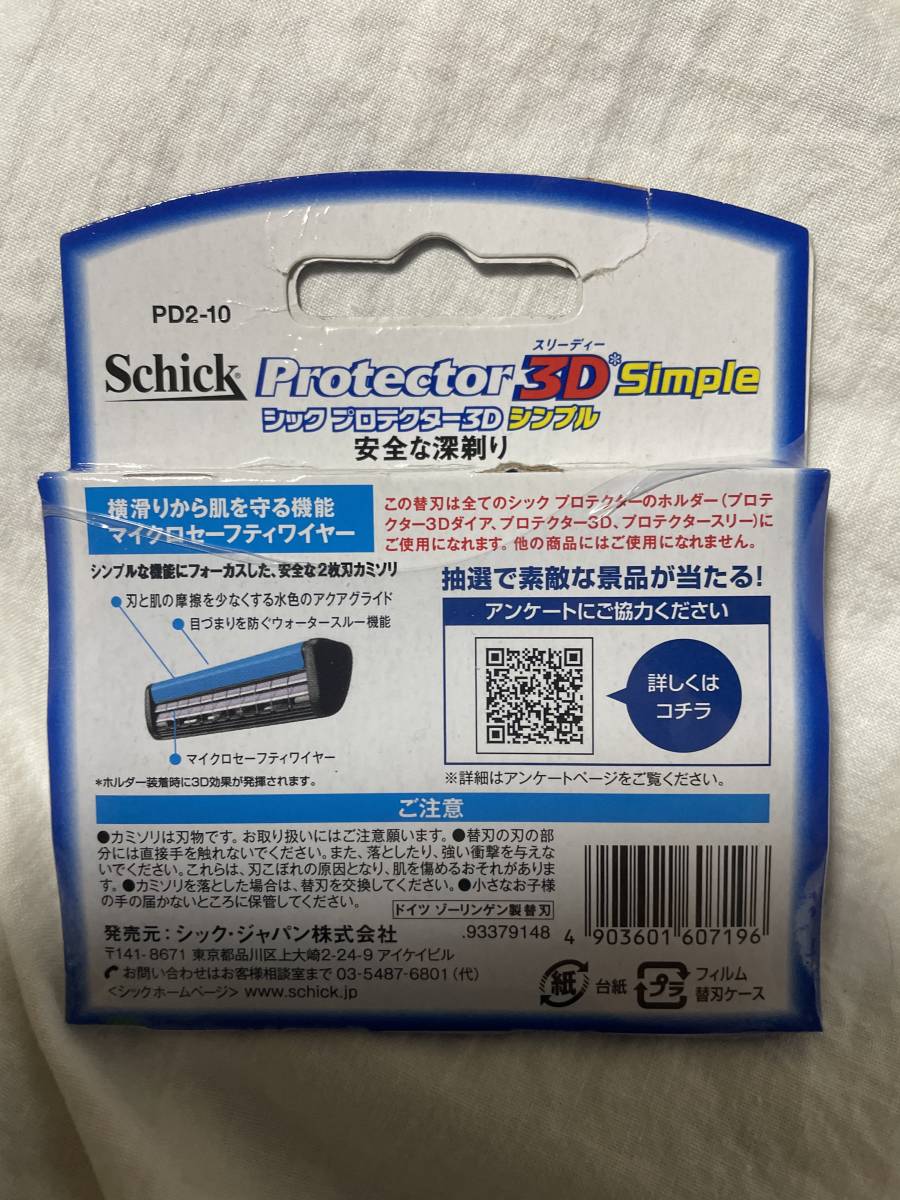 PD2-10
スリーディー
Schick Protector 3D* Simple
シック プロテクター3D シンプル
安全な深剃り
横滑りから肌を守る機能
マイクロセーフティワイヤー
シンプルな機能にフォーカスした、安全な2枚刃カミソリ
刃と肌の摩擦を少なくする水色のアクアグライド
目づまりを防ぐウォータースルー機能
マイクロセーフティワイヤー
*ホルダー装着時に3D効果が発揮されます。
この替刃は全てのシック プロテクターのホルダー(プロテ
クター3Dダイア、プロテクター3D、プロテクタースリー)に
ご使用になれます。他の商品にはご使用になれません。
抽選で素敵な景品が当たる!
アンケートにご協力ください
詳しくは
コチラ
※詳細はアンケートページをご覧ください。
ご注意
●カミソリは刃物です。お取り扱いにはご注意願います。●替刃の刃の部
分には直接手を触れないでください。また、落としたり、強い衝撃を与えな
いでください。これらは、刃こぼれの原因となり、肌を傷めるおそれがありま
す。●カミソリを落とした場合は、替刃を交換してください。●小さなお子様
の手の届かないところに保管してください。
ドイツ ゾーリンゲン製替刃
発売元:シック・ジャパン株式会社
.93379148
〒141-8671 東京都品川区上大崎2-24-9 アイケイビル
お問い合わせはお客様相談室まで 03-5487-6801(代)
<シックホームページ> www.schick.jp
4 903601 607196
紙 台紙
プラ フィルム
替刃ケース